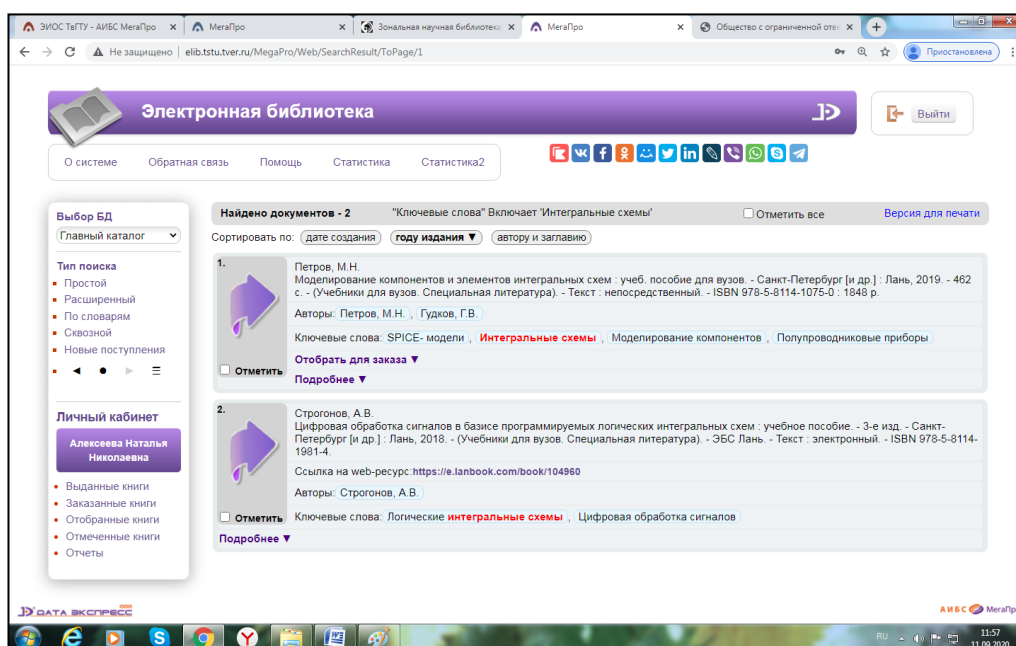 ЭИОС ТвГТУ - АИБС МегаПро
МегаПро
Зональная научная библиотека
МегаПро
Общество с ограниченной отве
Не защищено
elib.tstu.tver.ru/MegaPro/Web/SearchResult/ToPage/1
Приостановлена
Электронная библиотека
Выйти
О системе Обратная связь Помощь Статистика Статистика2
Выбор БД
Главный каталог
Тип поиска
Простой
Расширенный
По словарям
Сквозной
Новые поступления
Личный кабинет
Алексеева Наталья
Николаевна
Выданные книги
Заказанные книги
Отобранные книги
Отмеченные книги
Отчеты
Найдено документов - 2 "Ключевые слова" Включает 'Интегральные схемы' Отметить все Версия для печати
Сортировать по: дате создания году издания ▼ автору и заглавию
1.
Отметить
Петров, М.Н.
Моделирование компонентов и элементов интегральных схем : учеб. пособие для вузов. - Санкт-Петербург [и др.] : Лань, 2019. - 462
с. - (Учебники для вузов. Специальная литература). - Текст : непосредственный. - ISBN 978-5-8114-1075-0 : 1848 р.
Авторы: Петров, М.Н. , Гудков, Г.В.
Ключевые слова: SPICE- модели , Интегральные схемы , Моделирование компонентов , Полупроводниковые приборы
Отобрать для заказа ▼
Подробнее ▼
2.
Отметить
Строгонов, А.В.
Цифровая обработка сигналов в базисе программируемых логических интегральных схем : учебное пособие. - 3-е изд. - Санкт-
Петербург [и др.] : Лань, 2018. - (Учебники для вузов. Специальная литература). - ЭБС Лань. - Текст : электронный. - ISBN 978-5-8114-
1981-4.
Ссылка на web-ресурс:https://e.lanbook.com/book/104960
Авторы: Строгонов, А.В.
Ключевые слова: Логические интегральные схемы , Цифровая обработка сигналов
Подробнее ▼
ДАТА ЭКСПРЕСС
АИБС МегаПр
RU
11:57
11.09.2020